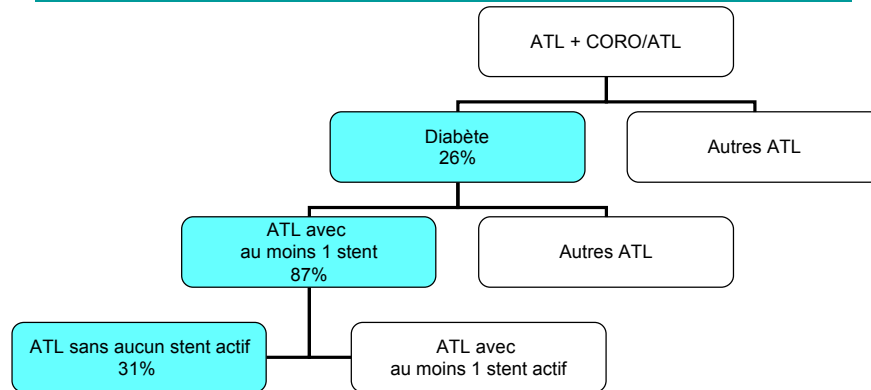 ATL + CORO/ATL
Diabète
26%
Autres ATL
ATL avec
au moins 1 stent
87%
Autres ATL
ATL sans aucun stent actif
31%
ATL avec
au moins 1 stent actif